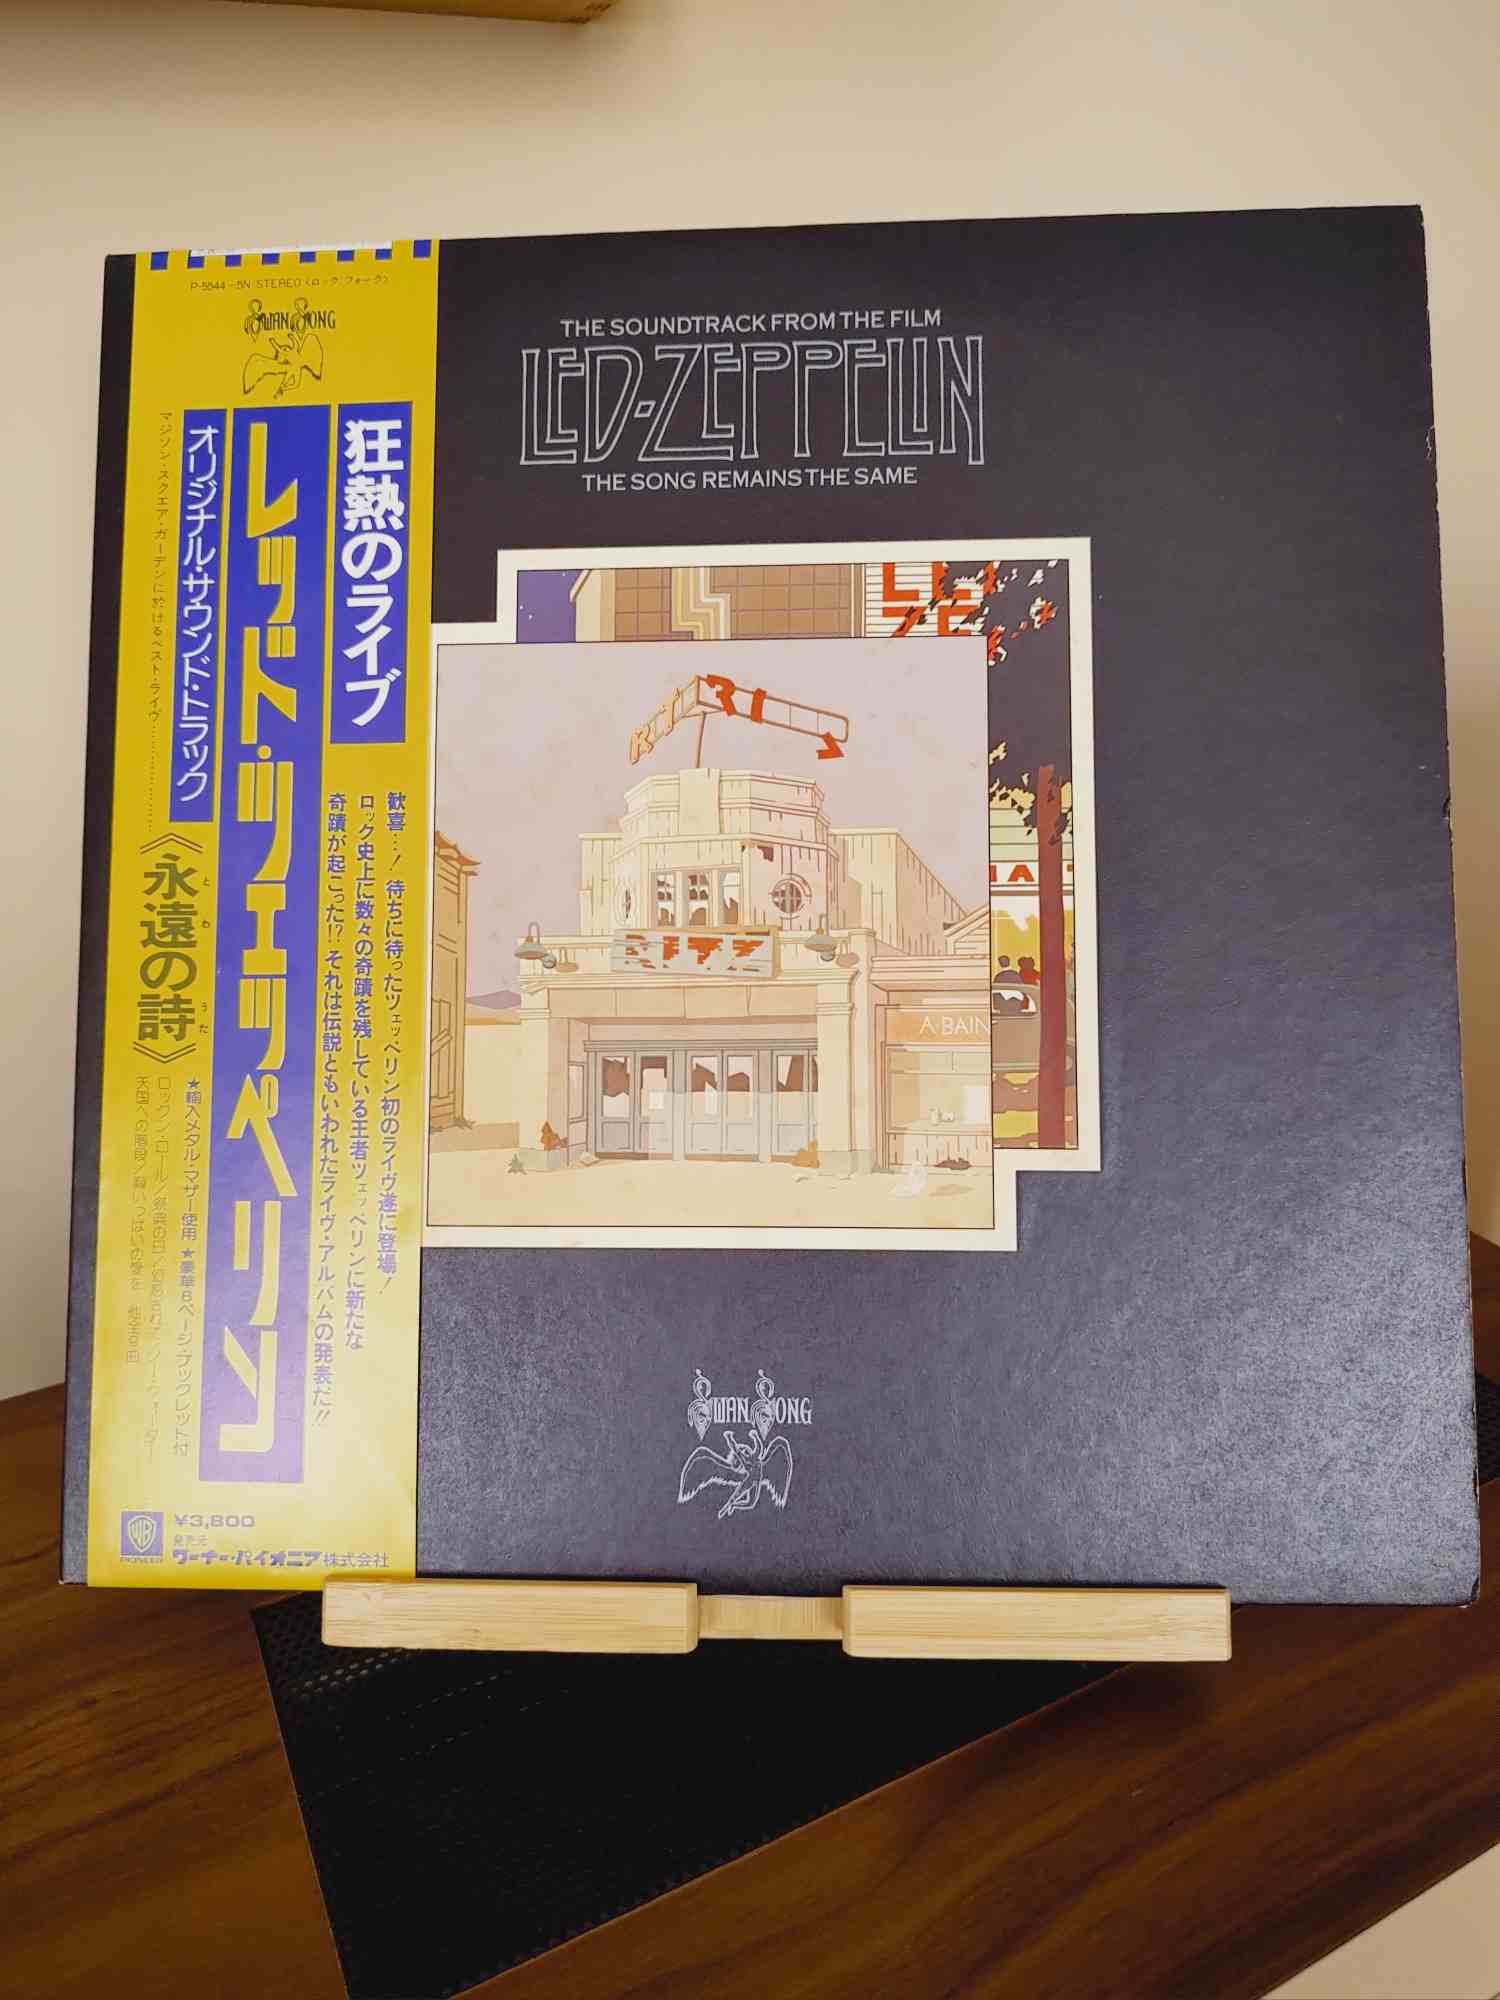 P-5544~5N STEREO (ロック・フォーク)
SWAN SONG
狂熱のライブ
レッド・ツェッペリン
オリジナル・サウンド・トラック
マジソン・スクエア・ガーデンに於けるベスト・ライヴ
《永遠の詩》
とわ
うた
歓喜…！待ちに待ったツェッペリン初のライヴ遂に登場！
ロック史上に数々の奇蹟を残している王者ツェッペリンに新たな
奇蹟が起こった!? それは伝説ともいわれたライヴ・アルバムの発表だ!!
★輸入メタル・マザー使用 ★豪華8ページ・ブックレット付
ロックン・ロール／祭典の日／幻惑されて／ノー・クォーター
天国への階段／胸いっぱいの愛を 他全9曲
WB
PIONEER
¥3,800
発売元
ワーナー・パイオニア株式会社
THE SOUNDTRACK FROM THE FILM
LED-ZEPPELIN
THE SONG REMAINS THE SAME
RITZ
A·BAIN
SWAN SONG